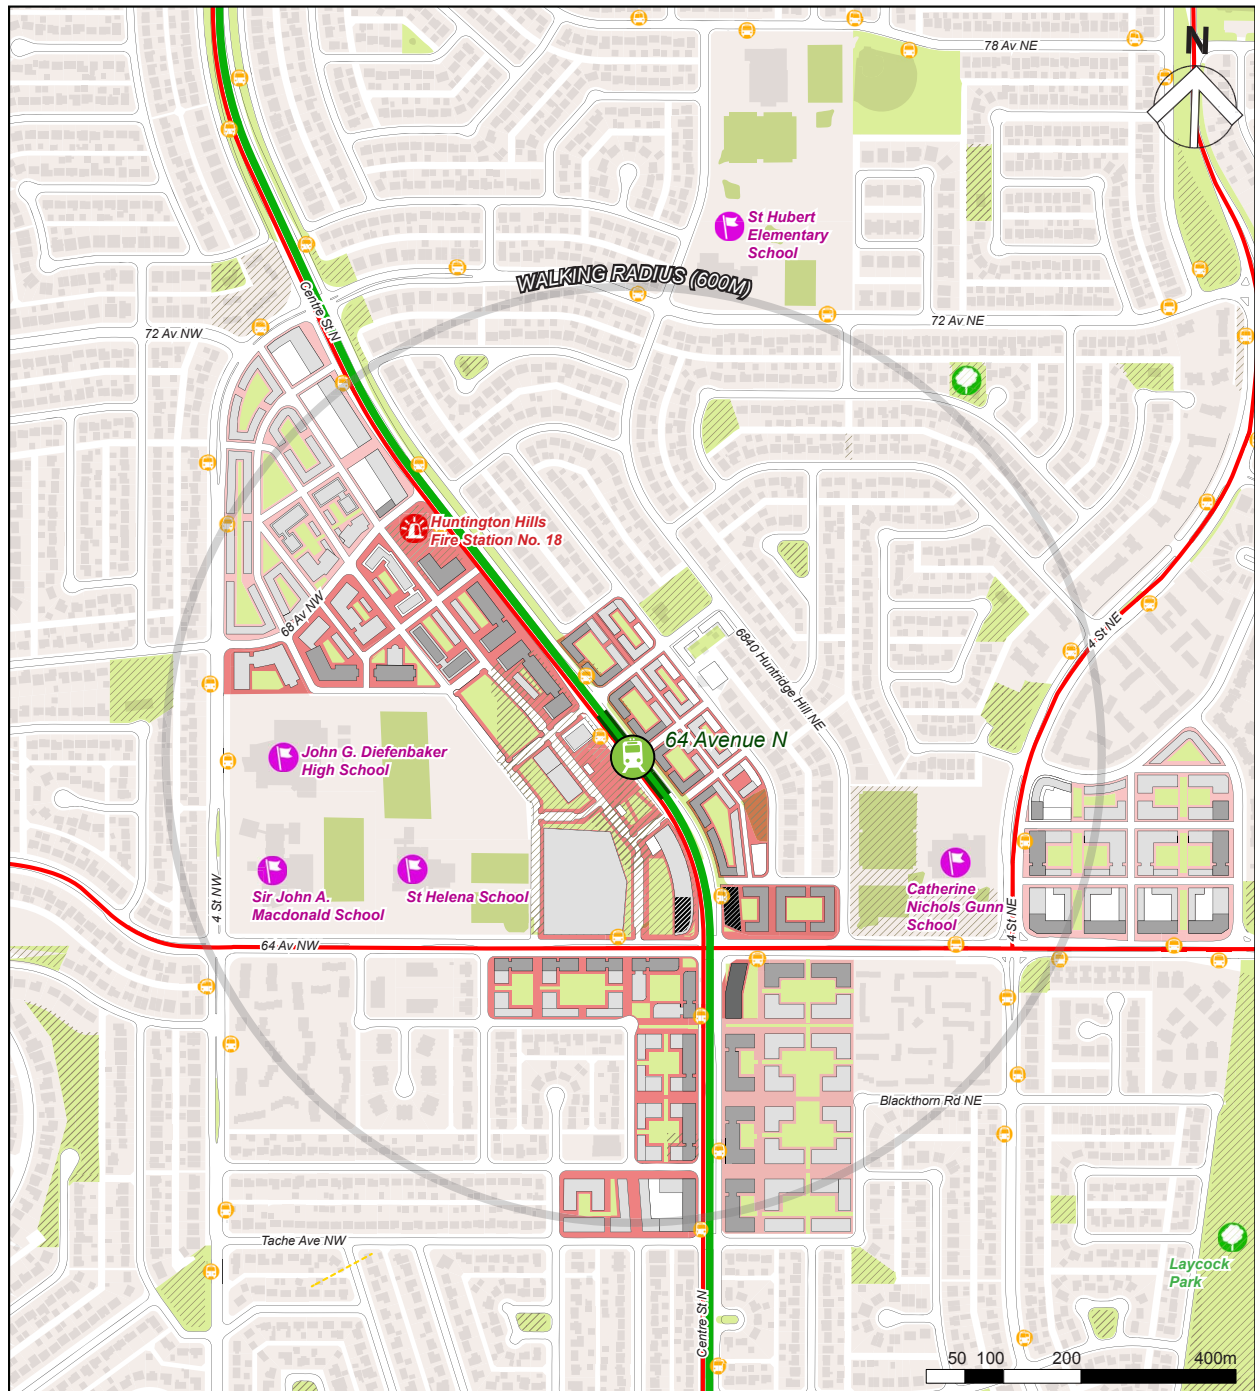 78 Av NE
N
St Hubert
Elementary
School
WALKING RADIUS (600M)
Centre St N
72 Av NW
72 Av NE
Huntington Hills
Fire Station No. 18
68 Av NW
4 St NE
6840 Huntridge Hill NE
64 Avenue N
John G. Diefenbaker
High School
Sir John A.
Macdonald School
St Helena School
Catherine
Nichols Gunn
School
4 St NW
4 St NE
64 Av NW
Blackthorn Rd NE
Tache Ave NW
Laycock
Park
Centre St N
50 100 200 400m